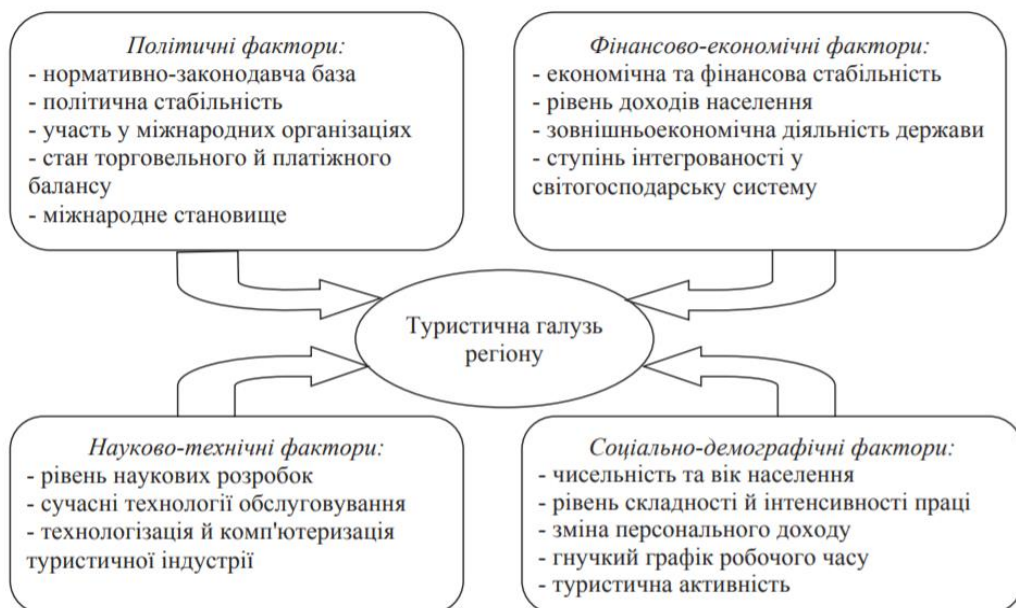 Політичні фактори:
- нормативно-законодавча база
- політична стабільність
- участь у міжнародних організаціях
- стан торговельного й платіжного
балансу
- міжнародне становище
Фінансово-економічні фактори:
- економічна та фінансова стабільність
- рівень доходів населення
- зовнішньоекономічна діяльність держави
- ступінь інтегрованості у
світогосподарську систему
Туристична галузь
регіону
Науково-технічні фактори:
- рівень наукових розробок
- сучасні технології обслуговування
- технологізація й комп'ютеризація
туристичної індустрії
Соціально-демографічні фактори:
- чисельність та вік населення
- рівень складності й інтенсивності праці
- зміна персонального доходу
- гнучкий графік робочого часу
- туристична активність